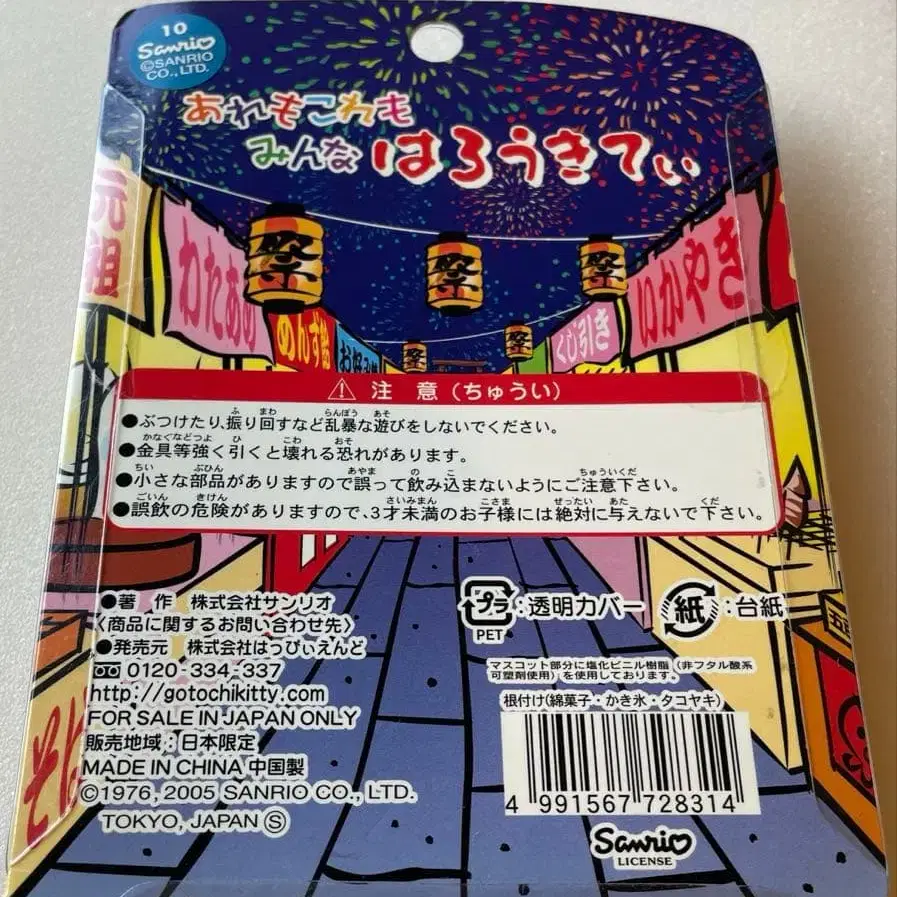 10
Sanrio
©SANRIO
CO., LTD.
あれもこれも
みんな はろうきてぃ
元祖
わたあめ
めんず飴
お好み焼
祭
祭
祭
祭
祭
くじ引き
いかやき
⚠ 注 意 (ちゅうい)
●ぶつけたり、振り回すなど乱暴な遊びをしないでください。
●金具等強く引くと壊れる恐れがあります。
●小さな部品がありますので誤って飲み込まないようにご注意下さい。
●誤飲の危険がありますので、3才未満のお子様には絶対に与えないで下さい。
●著 作 株式会社サンリオ
〈商品に関するお問い合わせ先〉
●発売元 株式会社はっぴぃえんど
0120-334-337
http://gotochikitty.com
FOR SALE IN JAPAN ONLY
販売地域:日本限定
MADE IN CHINA 中国製
©1976, 2005 SANRIO CO., LTD.
TOKYO, JAPAN Ⓢ
プラ:透明カバー
PET
紙:台紙
マスコット部分に塩化ビニル樹脂(非フタル酸系
可塑剤使用)を使用しております。
根付け(綿菓子・かき氷・タコヤキ)
4 991567 728314
Sanrio
LICENSE